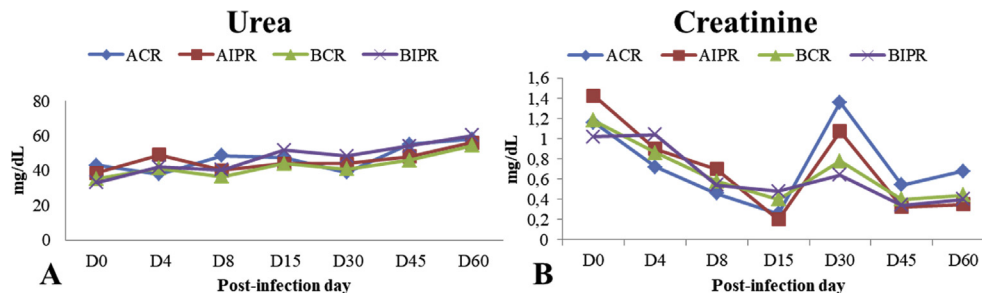 Urea
ACR AIPR BCR BIPR
80
60
40
20
0
mg/dL
D0 D4 D8 D15 D30 D45 D60
A
Post-infection day
Creatinine
ACR AIPR BCR BIPR
1,6
1,4
1,2
1
0,8
0,6
0,4
0,2
0
mg/dL
D0 D4 D8 D15 D30 D45 D60
B
Post-infection day